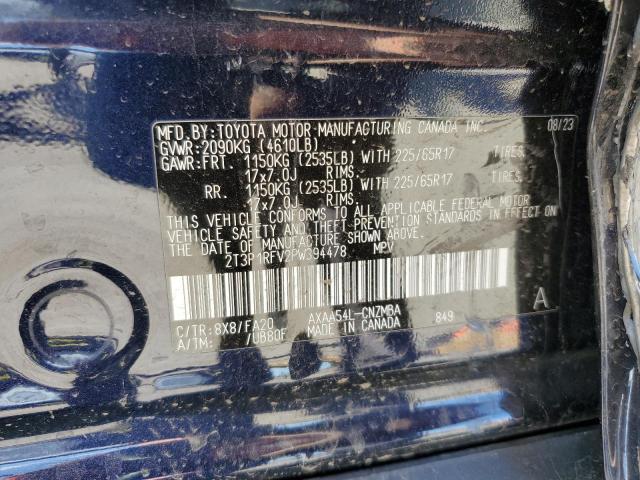 MFD.BY:TOYOTA MOTOR MANUFACTURING CANADA INC. 08/23
GVWR:2090KG (4610LB)
GAWR:FRT. 1150KG (2535LB) WITH 225/65R17 TIRES,
17x7.0J RIMS.
RR. 1150KG (2535LB) WITH 225/65R17 TIRES,
17x7.0J RIMS.
THIS VEHICLE CONFORMS TO ALL APPLICABLE FEDERAL MOTOR
VEHICLE SAFETY AND THEFT PREVENTION STANDARDS IN EFFECT ON
THE DATE OF MANUFACTURE SHOWN ABOVE.
2T3P1RFV2PW394478 MPV
C/TR:8X8/FA20 AXAA54L-CNZMBA 849 A
A/TM: /UB80F MADE IN CANADA